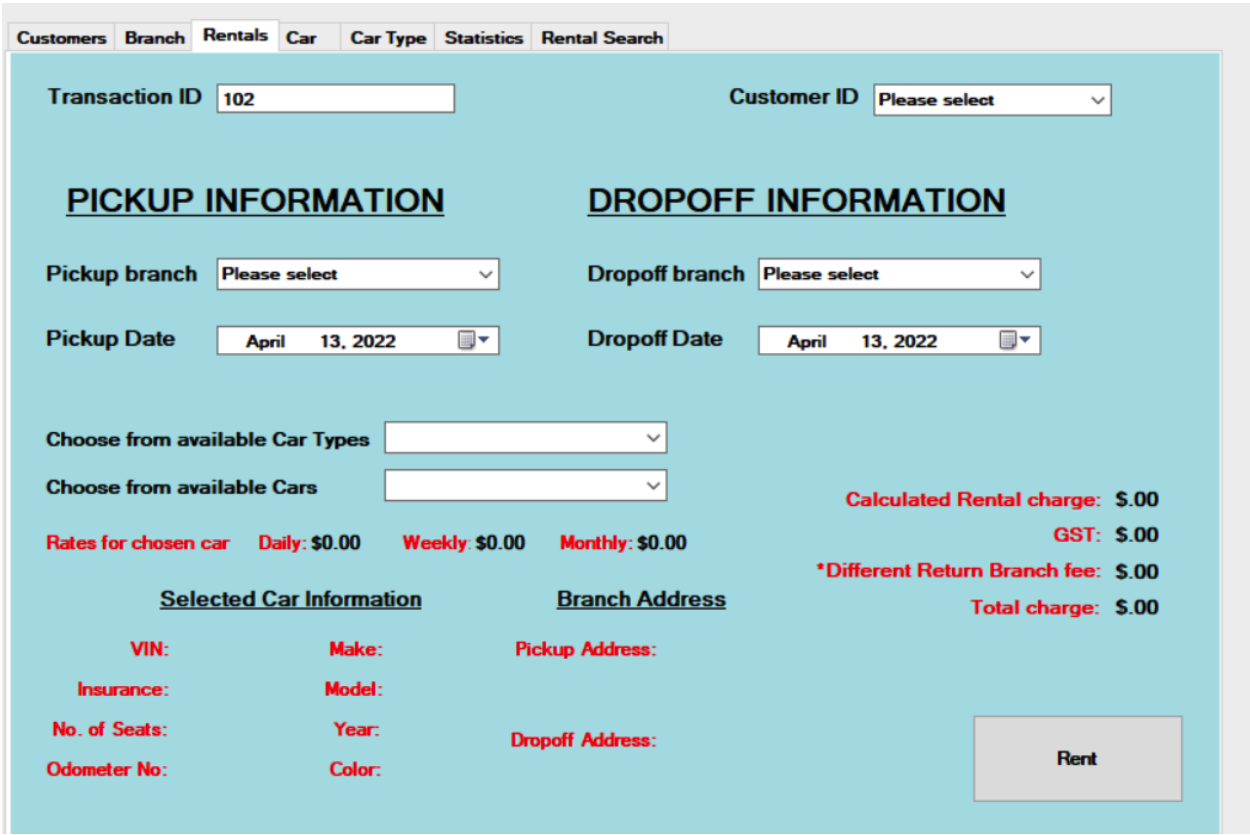 Customers Branch Rentals Car Car Type Statistics Rental Search
Transaction ID 102 Customer ID Please select
PICKUP INFORMATION DROPOFF INFORMATION
Pickup branch Please select Dropoff branch Please select
Pickup Date April 13, 2022 Dropoff Date April 13, 2022
Choose from available Car Types
Choose from available Cars
Calculated Rental charge: $.00
Rates for chosen car Daily: $0.00 Weekly: $0.00 Monthly: $0.00 GST: $.00
*Different Return Branch fee: $.00
Selected Car Information Branch Address Total charge: $.00
VIN: Make: Pickup Address:
Insurance: Model:
No. of Seats: Year: Dropoff Address:
Odometer No: Color:
Rent